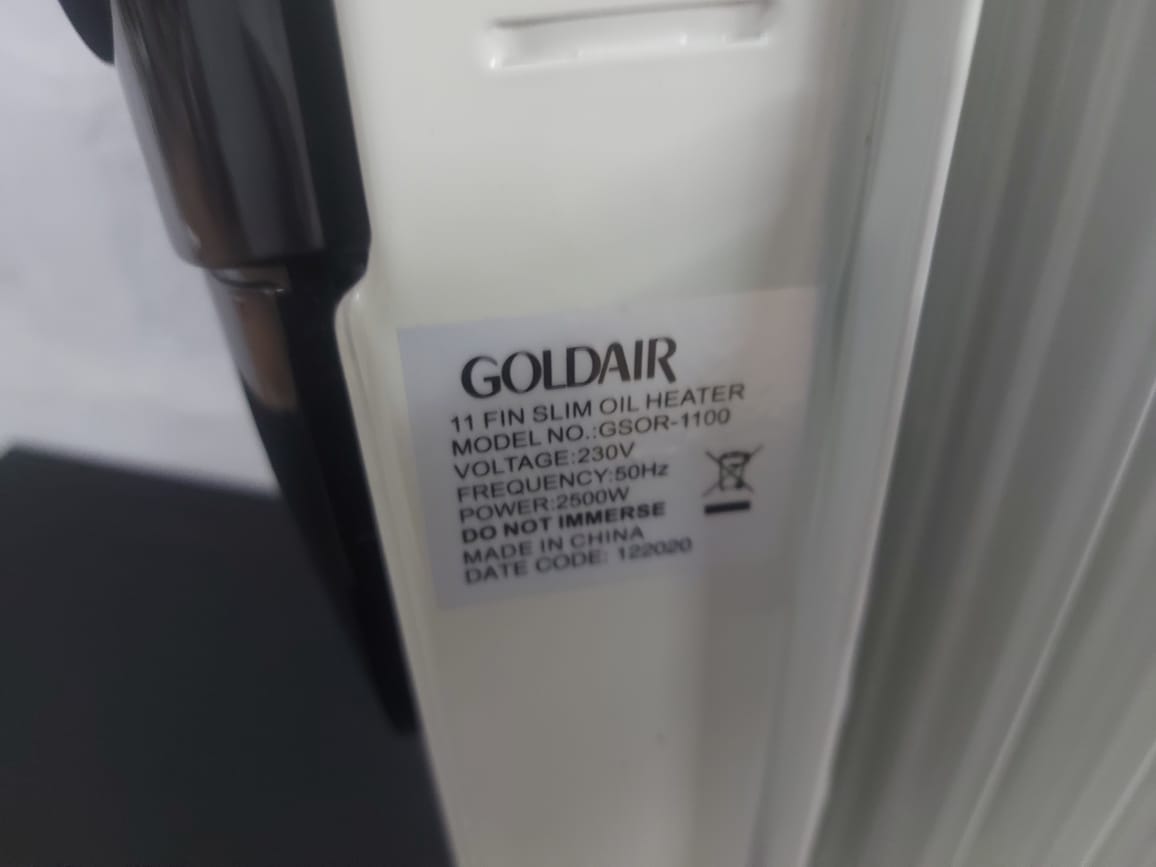 GOLDAIR
11 FIN SLIM OIL HEATER
MODEL NO.:GSOR-1100
VOLTAGE:230V
FREQUENCY:50Hz
POWER:2500W
DO NOT IMMERSE
MADE IN CHINA
DATE CODE: 122020